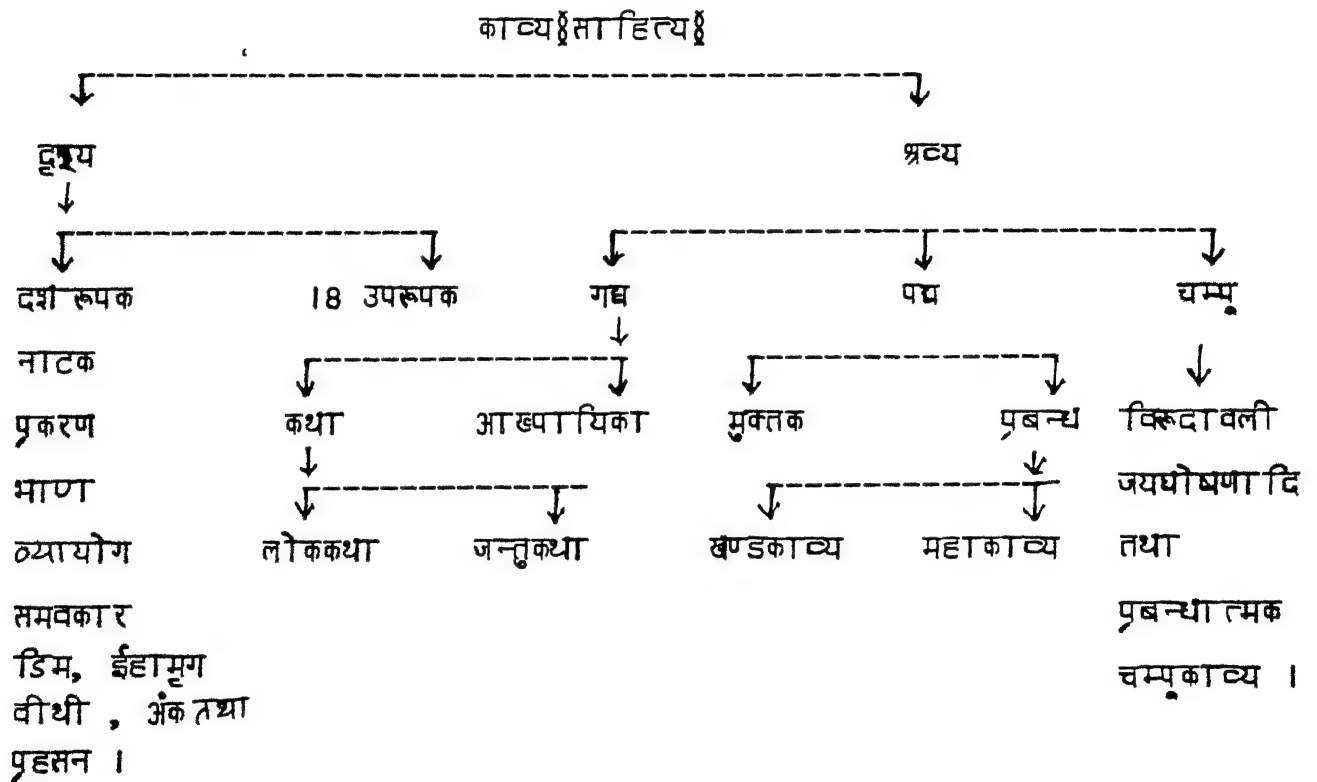 काव्य (साहित्य)
दृश्य श्रव्य
दश रूपक 18 उपरूपक गद्य पद्य चम्पू
नाटक
प्रकरण कथा आख्यायिका मुक्तक प्रबन्ध विरूदावली
भाण जयघोषणादि
व्यायोग लोककथा जन्तुकथा खण्डकाव्य महाकाव्य तथा
समवकार प्रबन्धात्मक
डिम, ईहामृग चम्पूकाव्य ।
वीथी , अंक तथा
प्रहसन ।